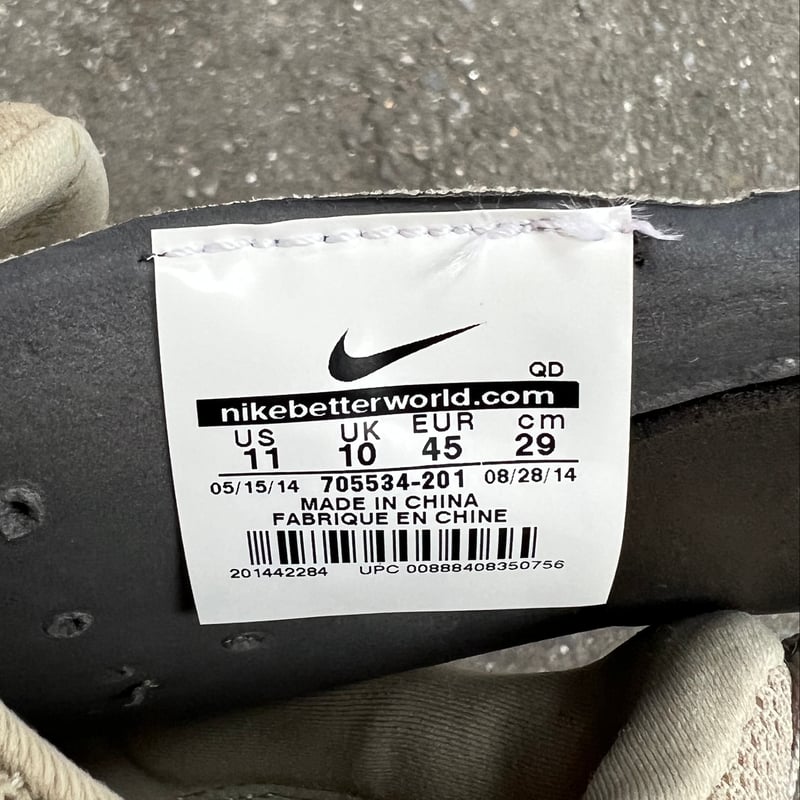 QD
nikebetterworld.com
US UK EUR cm
11 10 45 29
05/15/14 705534-201 08/28/14
MADE IN CHINA
FABRIQUE EN CHINE
201442284 UPC 00888408350756